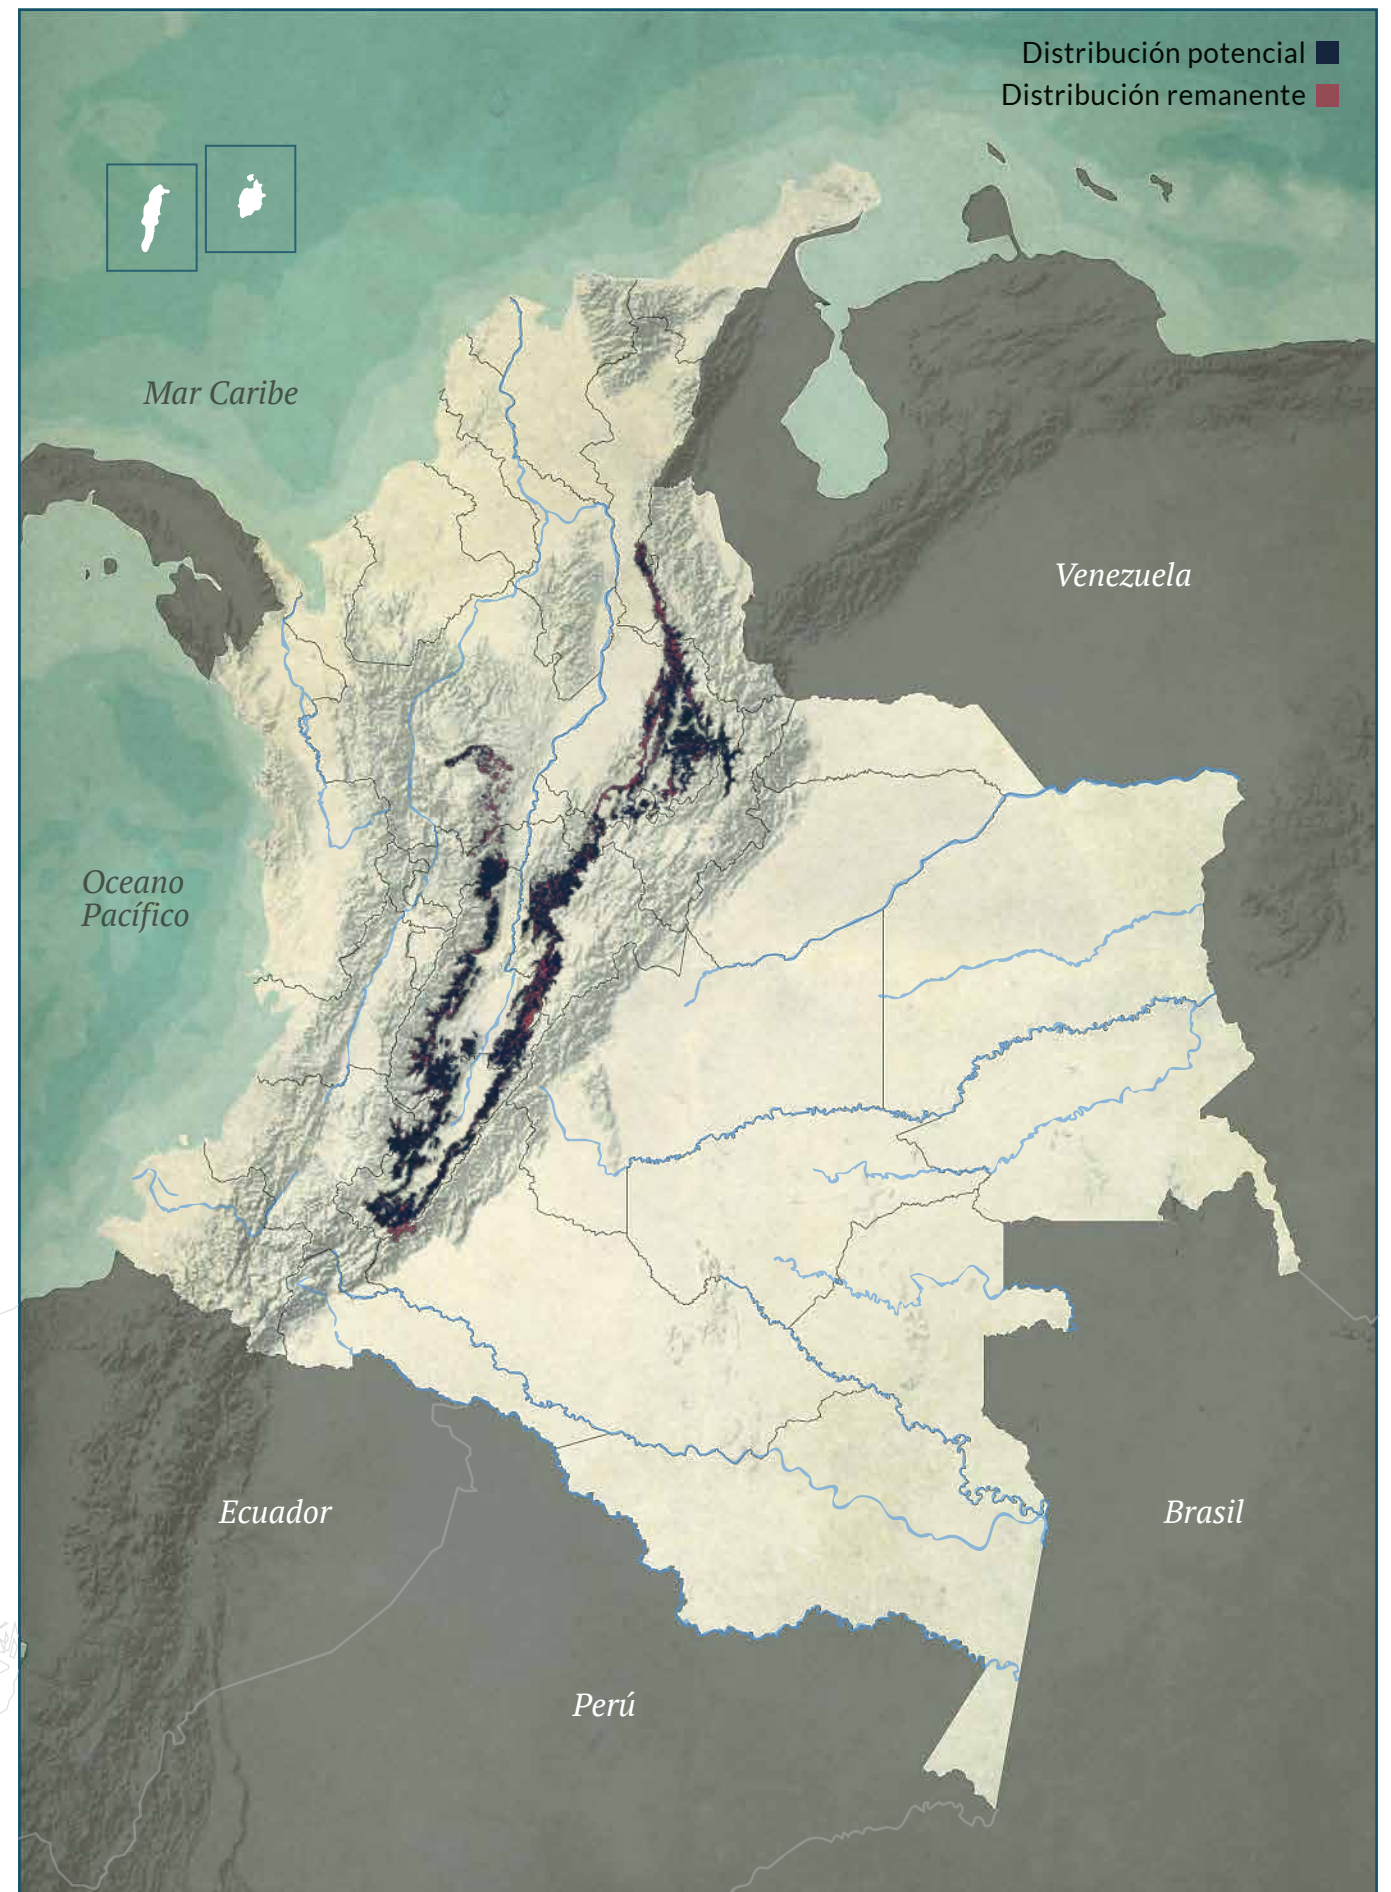 Distribución potencial
Distribución remanente
Mar Caribe
Venezuela
Oceano
Pacífico
Ecuador
Brasil
Perú